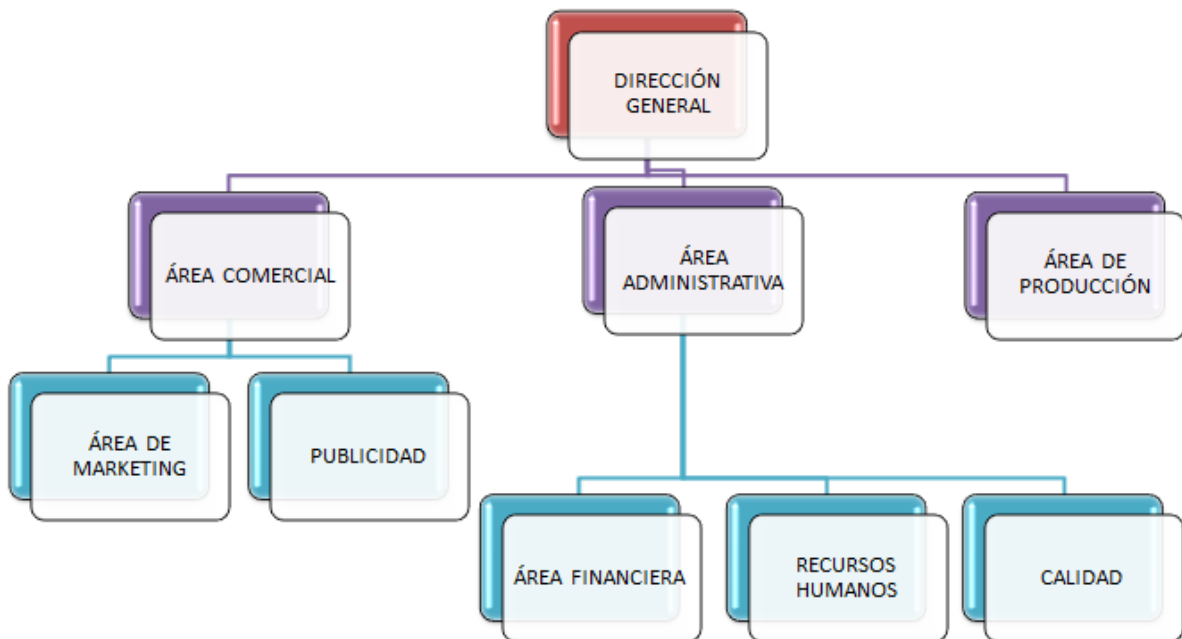 DIRECCIÓN
GENERAL
ÁREA COMERCIAL
ÁREA
ADMINISTRATIVA
ÁREA DE
PRODUCCIÓN
ÁREA DE
MARKETING
PUBLICIDAD
ÁREA FINANCIERA
RECURSOS
HUMANOS
CALIDAD